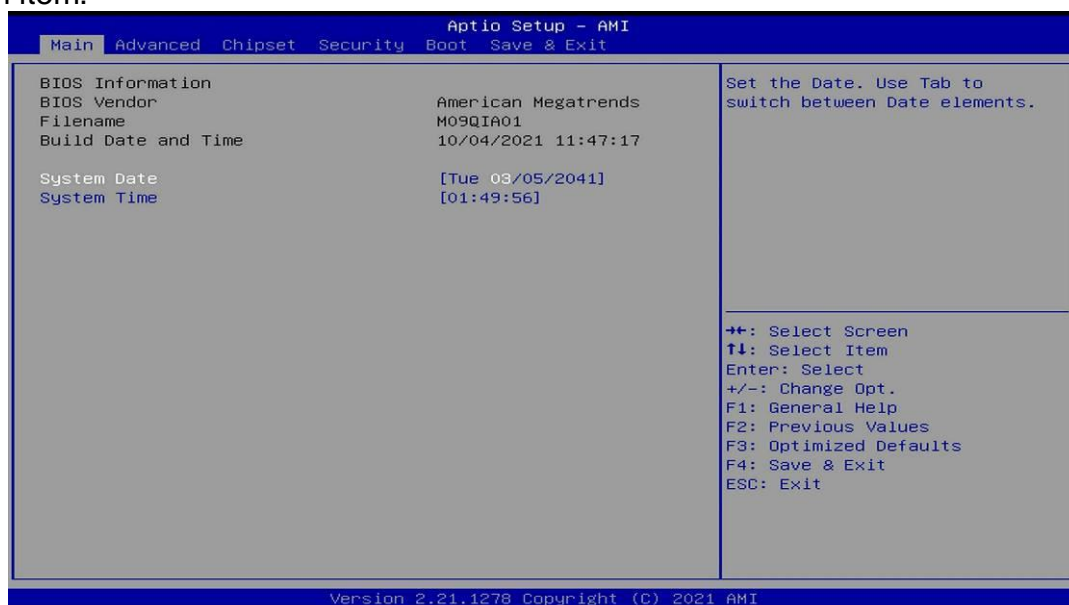 item.
Aptio Setup – AMI
Main Advanced Chipset Security Boot Save & Exit
BIOS Information
BIOS Vendor American Megatrends
Filename M09QIA01
Build Date and Time 10/04/2021 11:47:17
System Date [Tue 03/05/2041]
System Time [01:49:56]
Set the Date. Use Tab to
switch between Date elements.
→←: Select Screen
↑↓: Select Item
Enter: Select
+/-: Change Opt.
F1: General Help
F2: Previous Values
F3: Optimized Defaults
F4: Save & Exit
ESC: Exit
Version 2.21.1278 Copyright (C) 2021 AMI